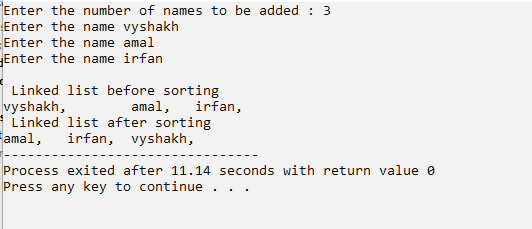 Enter the number of names to be added : 3
Enter the name vyshakh
Enter the name amal
Enter the name irfan
Linked list before sorting
vyshakh,        amal,   irfan,
Linked list after sorting
amal,   irfan,  vyshakh,
--------------------------------
Process exited after 11.14 seconds with return value 0
Press any key to continue . . .